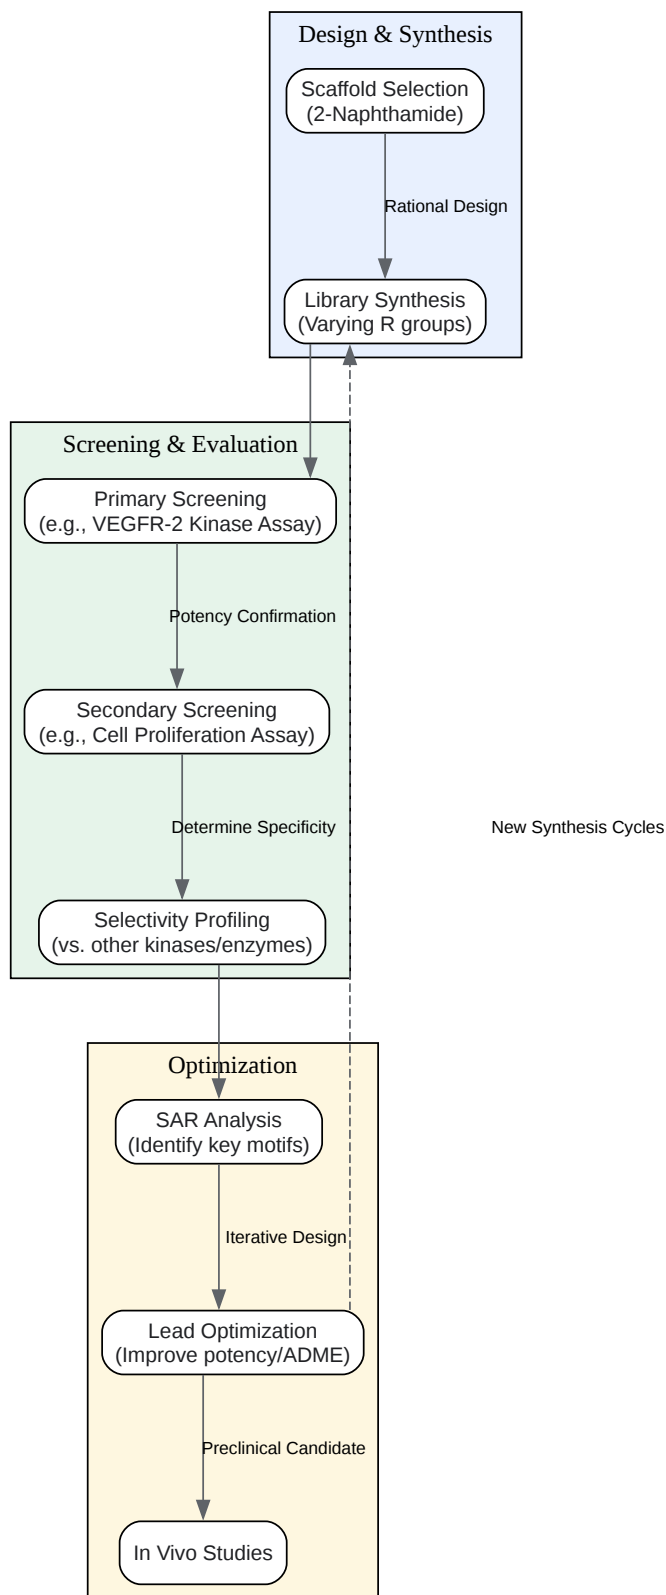 Design & Synthesis
Scaffold Selection
(2-Naphthamide)
Rational Design
Library Synthesis
(Varying R groups)
Screening & Evaluation
Primary Screening
(e.g., VEGFR-2 Kinase Assay)
Potency Confirmation
Secondary Screening
(e.g., Cell Proliferation Assay)
Determine Specificity
New Synthesis Cycles
Selectivity Profiling
(vs. other kinases/enzymes)
Optimization
SAR Analysis
(Identify key motifs)
Iterative Design
Lead Optimization
(Improve potency/ADME)
Preclinical Candidate
In Vivo Studies